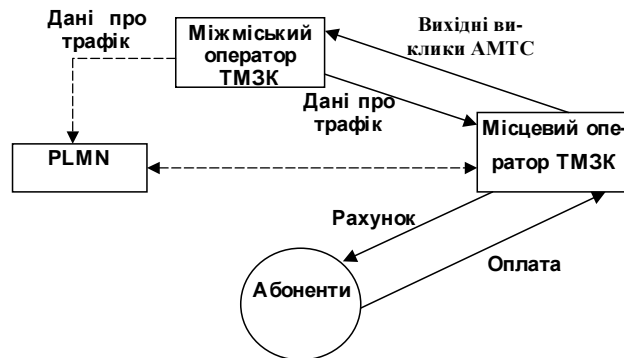 Дані про
трафік
Міжміський
оператор
ТМЗК
Вихідні ви-
клики АМТС
Дані про
трафік
PLMN
Місцевий опе-
ратор ТМЗК
Рахунок
Оплата
Абоненти